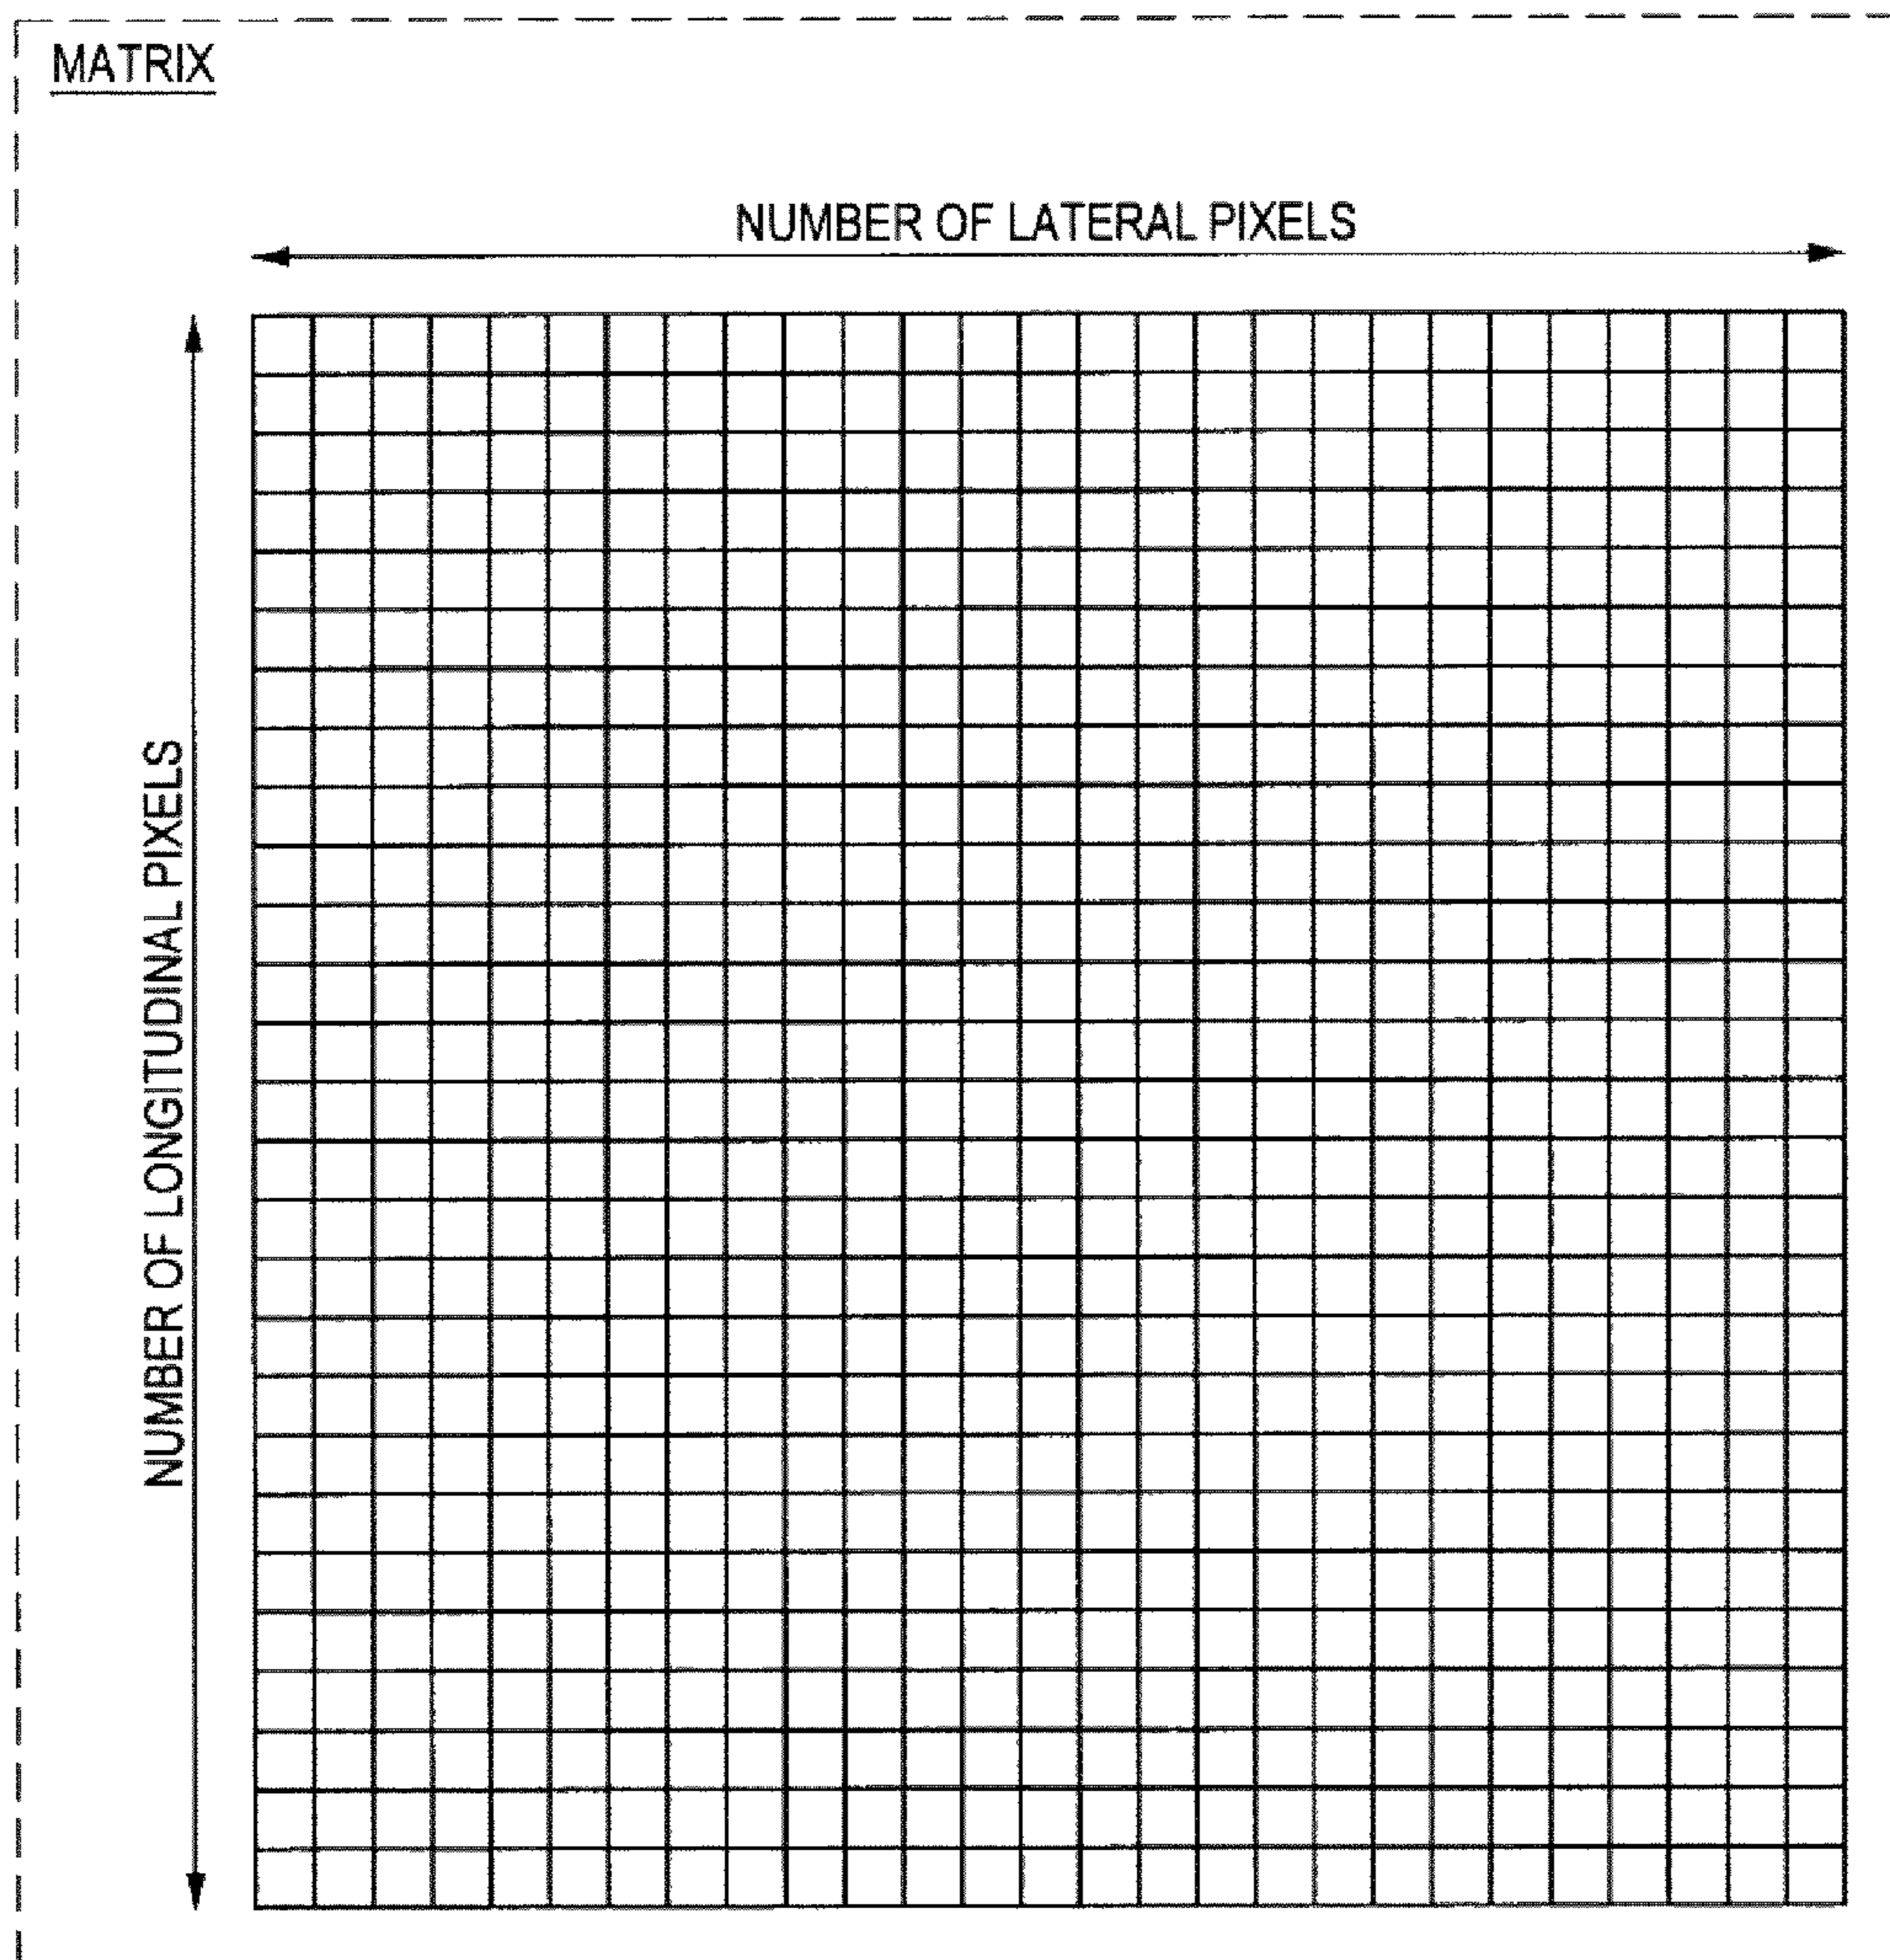 MATRIX
NUMBER OF LATERAL PIXELS
NUMBER OF LONGITUDINAL PIXELS